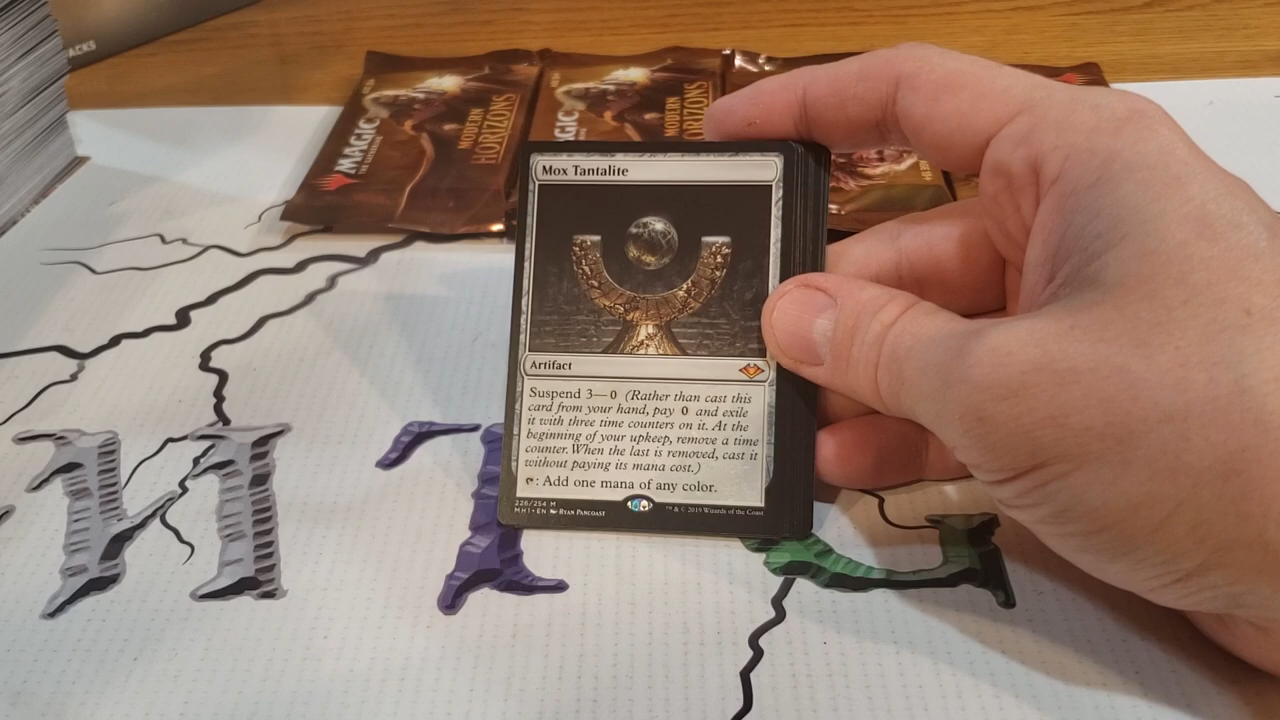 ACKS
MAGIC
MODERN
HORIZONS
GIC
MODERN
HORIZONS
Mox Tantalite
Artifact
Suspend 3—0 (Rather than cast this
card from your hand, pay 0 and exile
it with three time counters on it. At the
beginning of your upkeep, remove a time
counter. When the last is removed, cast it
without paying its mana cost.)
: Add one mana of any color.
226/254 M
MH1 • EN RYAN PANCOAST
™ & © 2019 Wizards of the Coast